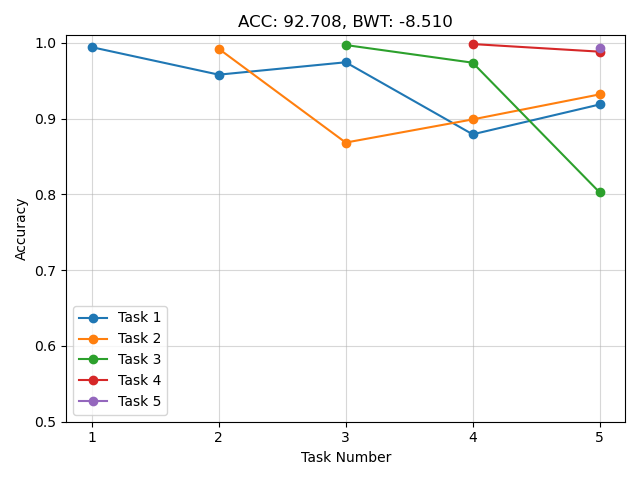 ACC: 92.708, BWT: -8.510
1.0
0.9
0.8
0.7
0.6
0.5
Accuracy
Task 1
Task 2
Task 3
Task 4
Task 5
1 2 3 4 5
Task Number